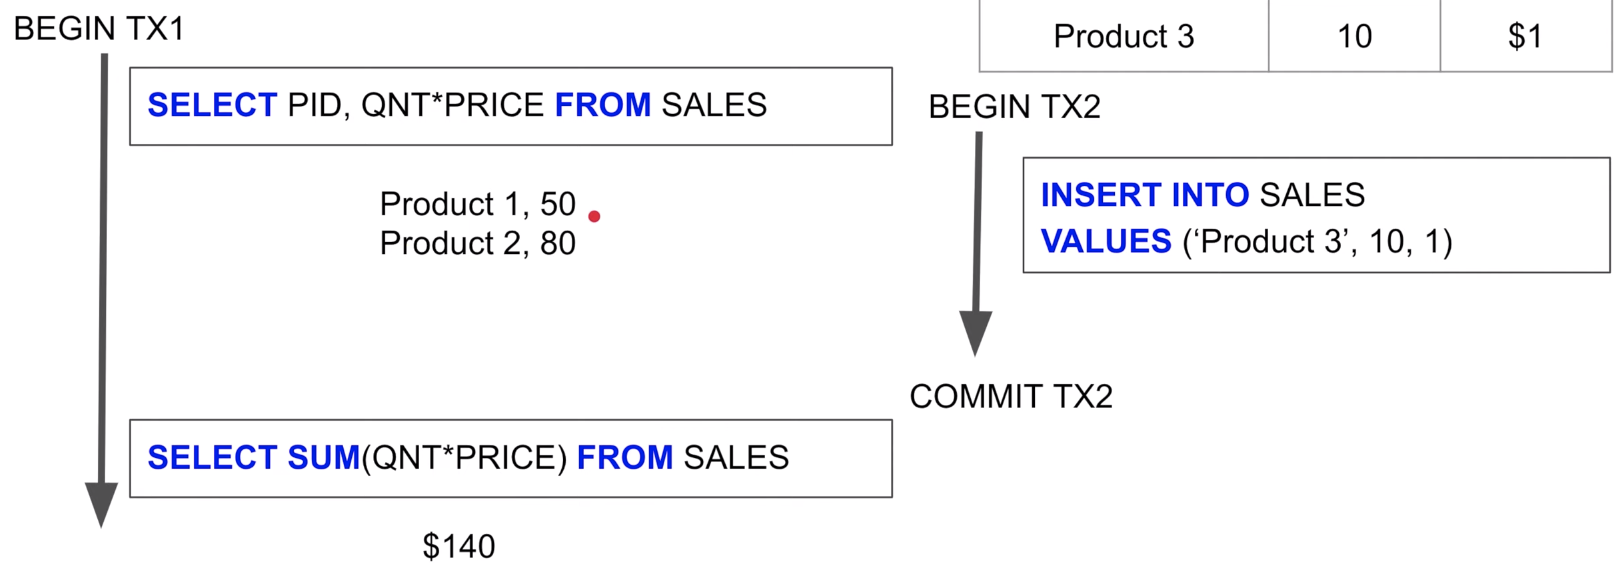 BEGIN TX1
SELECT PID, QNT*PRICE FROM SALES
Product 1, 50
Product 2, 80
SELECT SUM(QNT*PRICE) FROM SALES
$140
Product 3 10 $1
BEGIN TX2
INSERT INTO SALES
VALUES (‘Product 3’, 10, 1)
COMMIT TX2